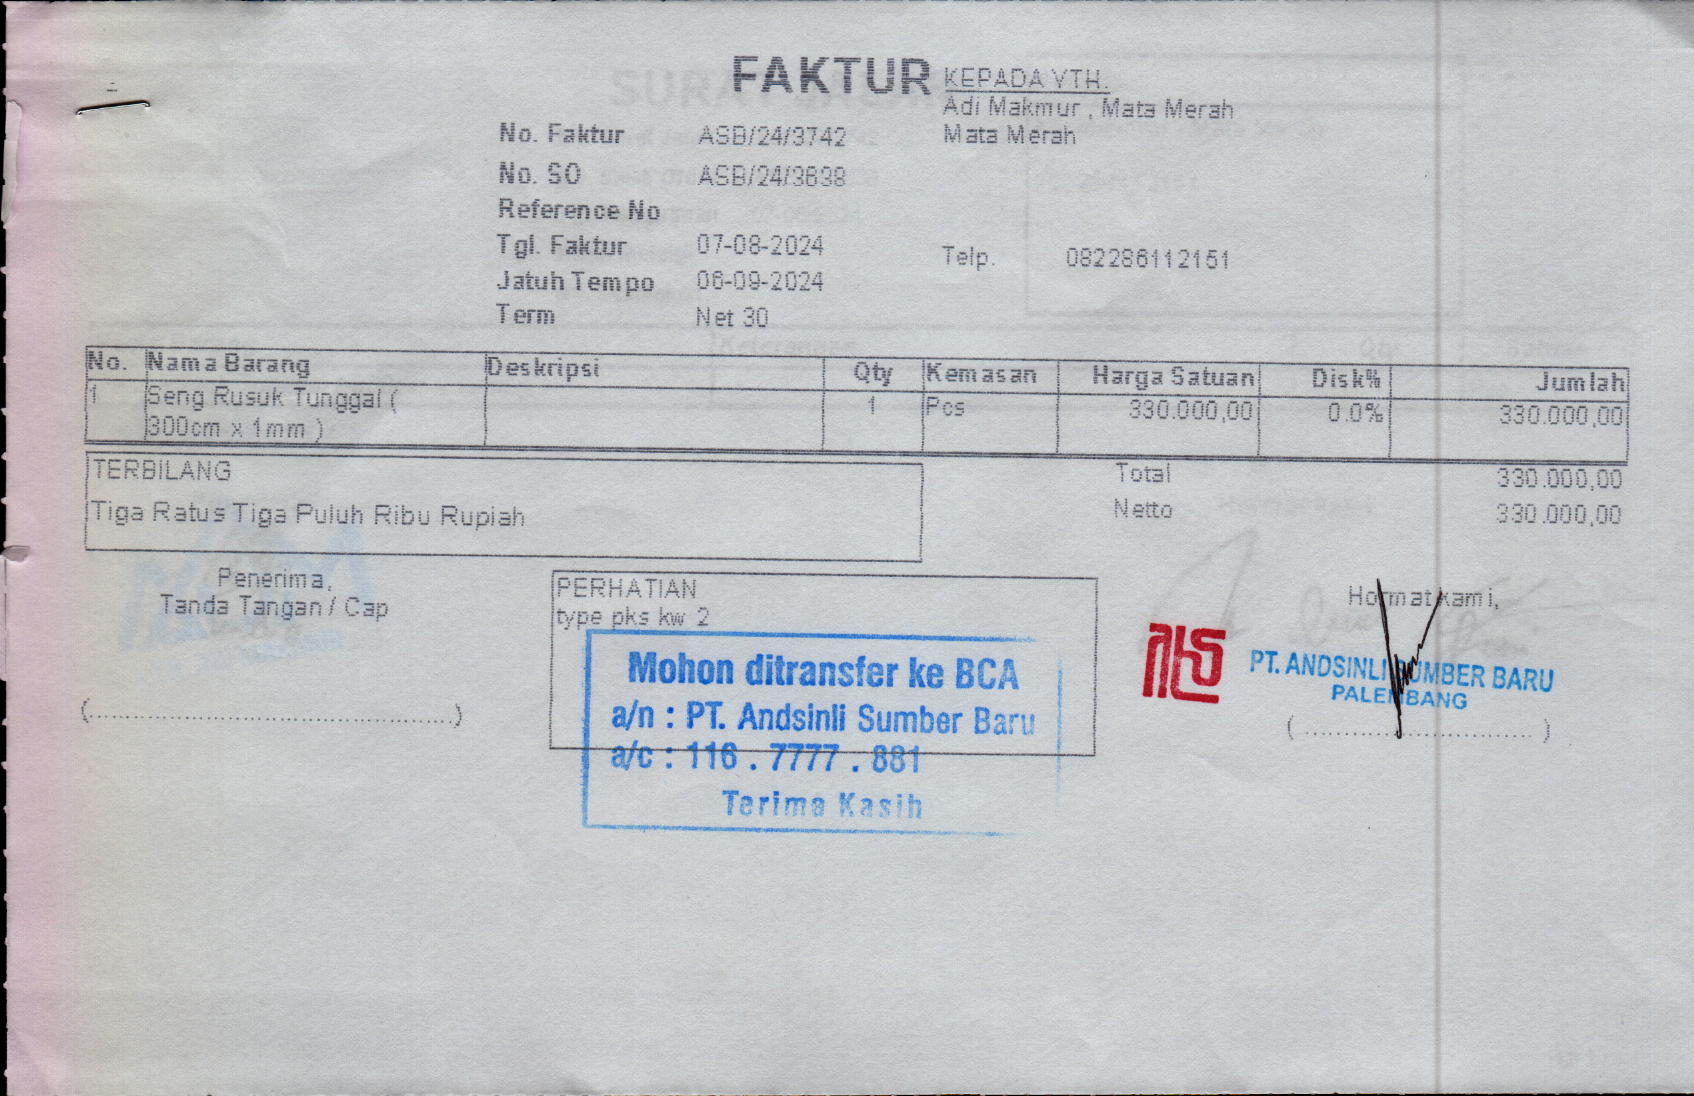 FAKTUR
KEPADA YTH.
Adi Makmur , Mata Merah
Mata Merah
No. Faktur ASB/24/3742
No. SO ASB/24/3638
Reference No
Tgl. Faktur 07-08-2024
Jatuh Tempo 06-09-2024
Term Net 30
Telp. 082286112151
No. Nama Barang Deskripsi Qty Kemasan Harga Satuan Disk% Jumlah
1 Seng Rusuk Tunggal ( 1 Pcs 330.000,00 0.0% 330.000,00
300cm x 1mm )
TERBILANG
Tiga Ratus Tiga Puluh Ribu Rupiah
Total 330.000,00
Netto 330.000,00
Penerima,
Tanda Tangan / Cap
(..................................................)
PERHATIAN
type pks kw 2
Mohon ditransfer ke BCA
a/n : PT. Andsinli Sumber Baru
a/c : 116 . 7777 . 881
Terima Kasih
Hormat kami,
PT. ANDSINLI SUMBER BARU
PALEMBANG
( ................................ )